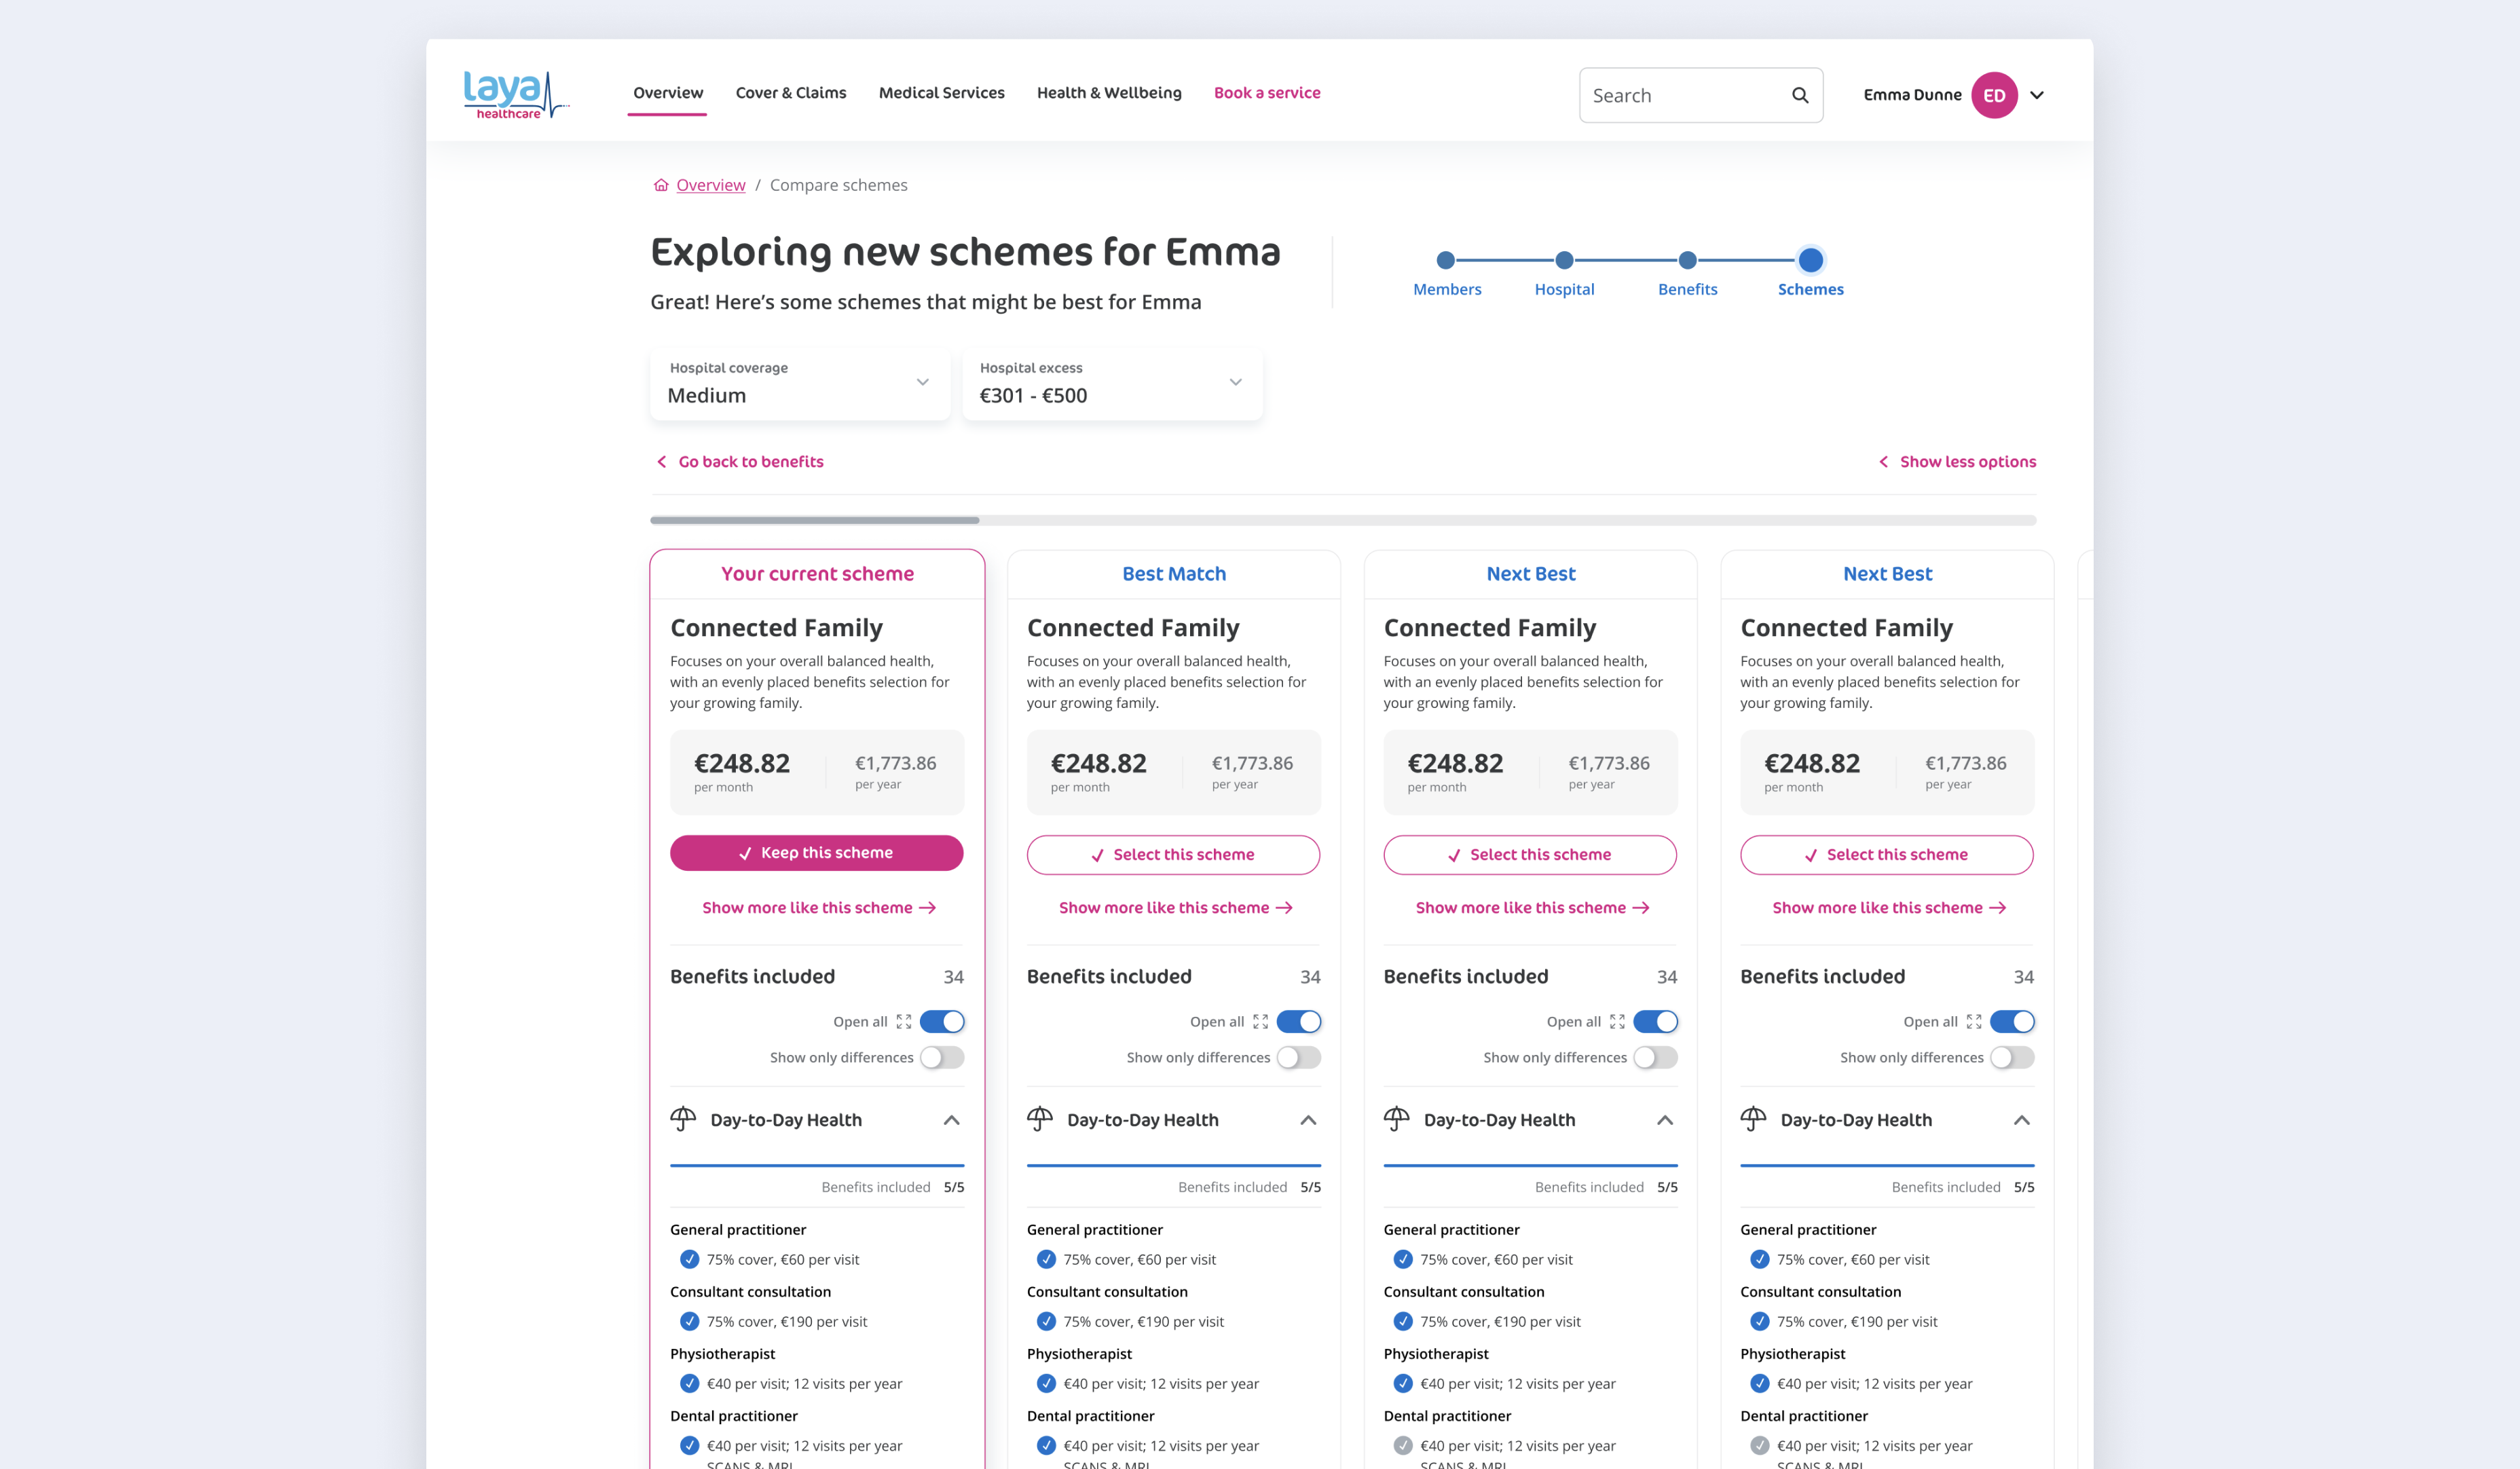 laya
healthcare
Overview
Cover & Claims
Medical Services
Health & Wellbeing
Book a service
Search
Emma Dunne
ED
Overview / Compare schemes
Exploring new schemes for Emma
Great! Here’s some schemes that might be best for Emma
Members
Hospital
Benefits
Schemes
Hospital coverage
Medium
Hospital excess
€301 - €500
Go back to benefits
Show less options
Your current scheme
Connected Family
Focuses on your overall balanced health,
with an evenly placed benefits selection for
your growing family.
€248.82
per month
€1,773.86
per year
Keep this scheme
Show more like this scheme
Benefits included 34
Open all
Show only differences
Day-to-Day Health
Benefits included 5/5
General practitioner
75% cover, €60 per visit
Consultant consultation
75% cover, €190 per visit
Physiotherapist
€40 per visit; 12 visits per year
Dental practitioner
€40 per visit; 12 visits per year
SCANS & MRI
Best Match
Connected Family
Focuses on your overall balanced health,
with an evenly placed benefits selection for
your growing family.
€248.82
per month
€1,773.86
per year
Select this scheme
Show more like this scheme
Benefits included 34
Open all
Show only differences
Day-to-Day Health
Benefits included 5/5
General practitioner
75% cover, €60 per visit
Consultant consultation
75% cover, €190 per visit
Physiotherapist
€40 per visit; 12 visits per year
Dental practitioner
€40 per visit; 12 visits per year
SCANS & MRI
Next Best
Connected Family
Focuses on your overall balanced health,
with an evenly placed benefits selection for
your growing family.
€248.82
per month
€1,773.86
per year
Select this scheme
Show more like this scheme
Benefits included 34
Open all
Show only differences
Day-to-Day Health
Benefits included 5/5
General practitioner
75% cover, €60 per visit
Consultant consultation
75% cover, €190 per visit
Physiotherapist
€40 per visit; 12 visits per year
Dental practitioner
€40 per visit; 12 visits per year
SCANS & MRI
Next Best
Connected Family
Focuses on your overall balanced health,
with an evenly placed benefits selection for
your growing family.
€248.82
per month
€1,773.86
per year
Select this scheme
Show more like this scheme
Benefits included 34
Open all
Show only differences
Day-to-Day Health
Benefits included 5/5
General practitioner
75% cover, €60 per visit
Consultant consultation
75% cover, €190 per visit
Physiotherapist
€40 per visit; 12 visits per year
Dental practitioner
€40 per visit; 12 visits per year
SCANS & MRI